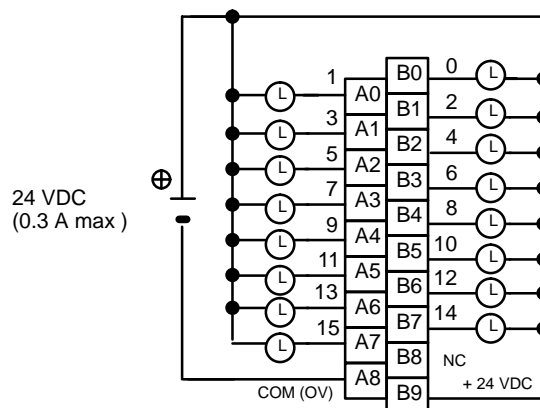 B0 0 L
1 L A0
B1 2 L
3 L A1
B2 4 L
5 L A2
B3 6 L
7 L A3
24 VDC
(0.3 A max )
B4 8 L
9 L A4
B5 10 L
11 L A5
B6 12 L
13 L A6
B7 14 L
15 L A7
B8 NC
COM (OV) A8
B9 + 24 VDC